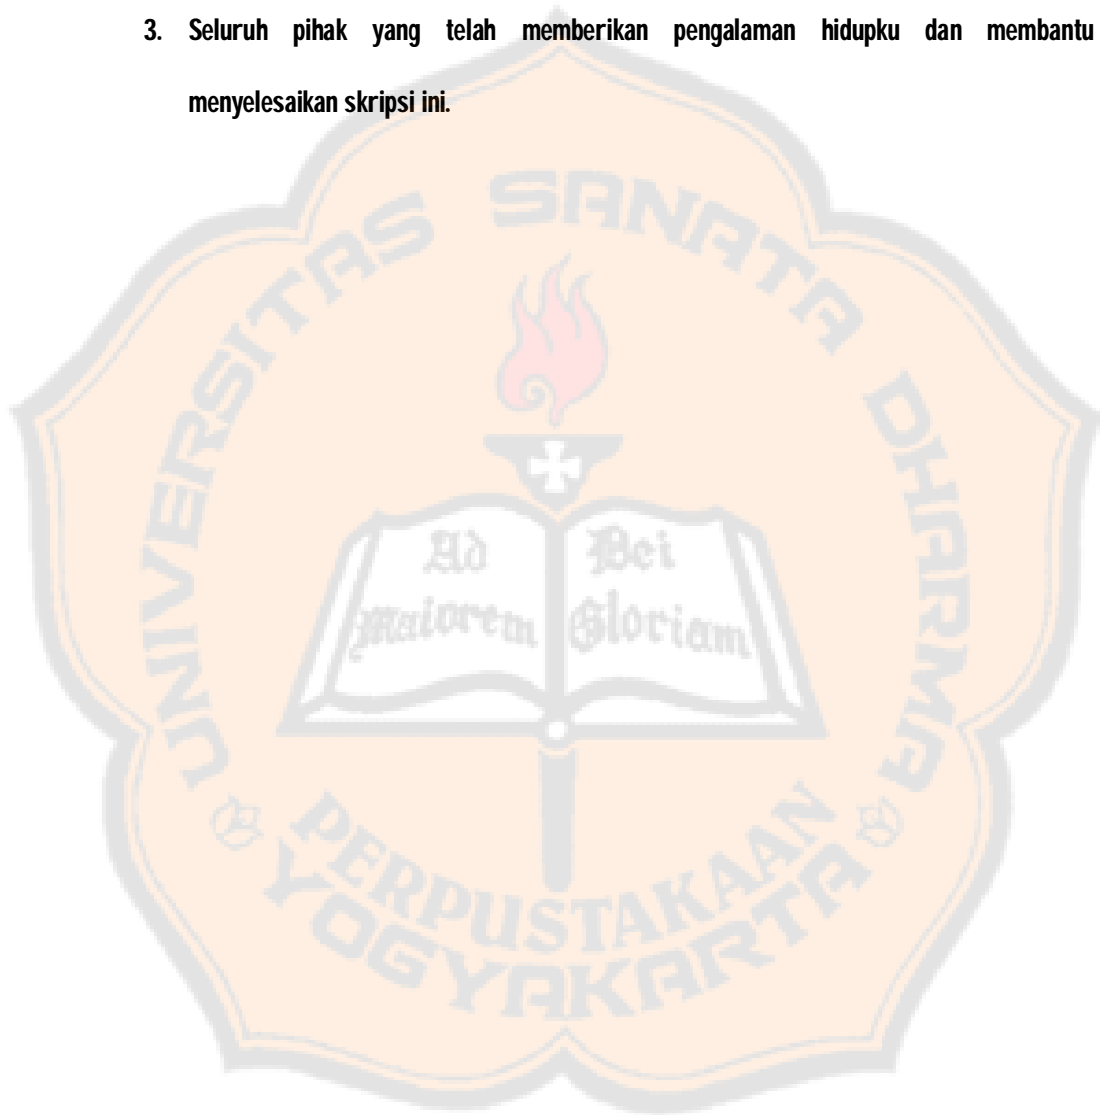 3. Seluruh pihak yang telah memberikan pengalaman hidupku dan membantu
menyelesaikan skripsi ini.
UNIVERSITAS SANATA DHARMA
Ad
Maiorem
Dei
Gloriam
PERPUSTAKAAN
YOGYAKARTA